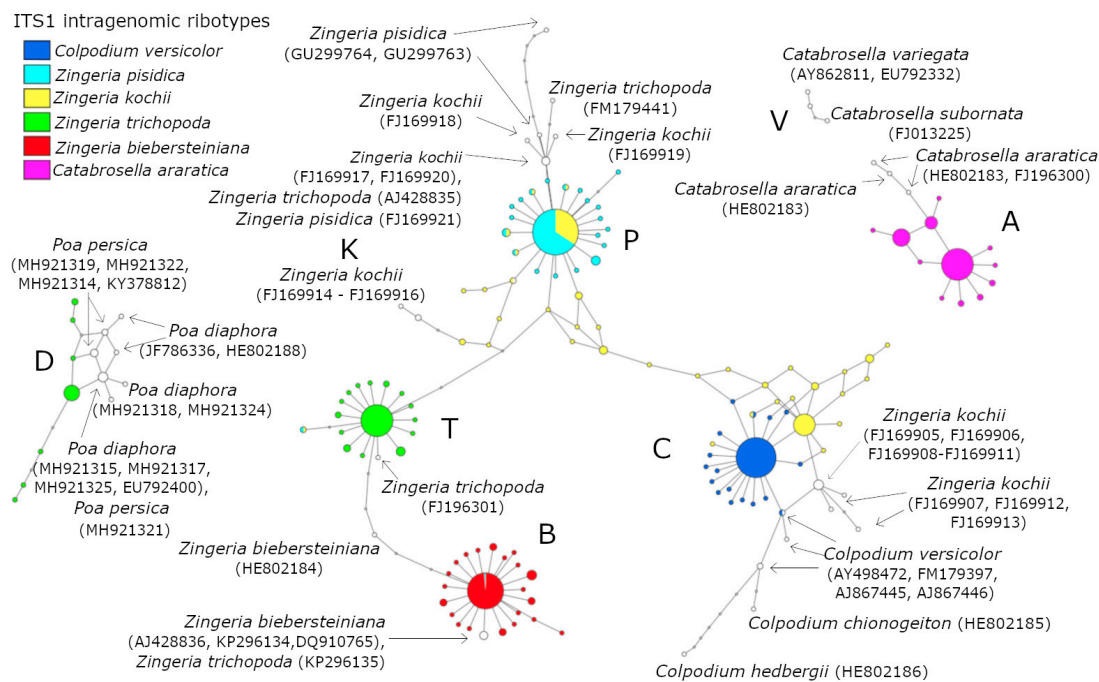 ITS1 intragenomic ribotypes
Colpodium versicolor
Zingeria pisidica
Zingeria kochii
Zingeria trichopoda
Zingeria biebersteiniana
Catabrosella araratica
Zingeria pisidica
(GU299764, GU299763)
Zingeria trichopoda
(FM179441)
Zingeria kochii
(FJ169918)
Zingeria kochii
(FJ169919)
Zingeria kochii
(FJ169917, FJ169920),
Zingeria trichopoda (AJ428835)
Zingeria pisidica (FJ169921)
P
K
Zingeria kochii
(FJ169914 - FJ169916)
Catabrosella variegata
(AY862811, EU792332)
V
Catabrosella subornata
(FJ013225)
Catabrosella araratica
(HE802183, FJ196300)
Catabrosella araratica
(HE802183)
A
Poa persica
(MH921319, MH921322,
MH921314, KY378812)
D
Poa diaphora
(JF786336, HE802188)
Poa diaphora
(MH921318, MH921324)
Poa diaphora
(MH921315, MH921317,
MH921325, EU792400),
Poa persica
(MH921321)
T
Zingeria trichopoda
(FJ196301)
B
Zingeria biebersteiniana
(HE802184)
Zingeria biebersteiniana
(AJ428836, KP296134,DQ910765),
Zingeria trichopoda (KP296135)
C
Zingeria kochii
(FJ169905, FJ169906,
FJ169908-FJ169911)
Zingeria kochii
(FJ169907, FJ169912,
FJ169913)
Colpodium versicolor
(AY498472, FM179397,
AJ867445, AJ867446)
Colpodium chionogeiton (HE802185)
Colpodium hedbergii (HE802186)